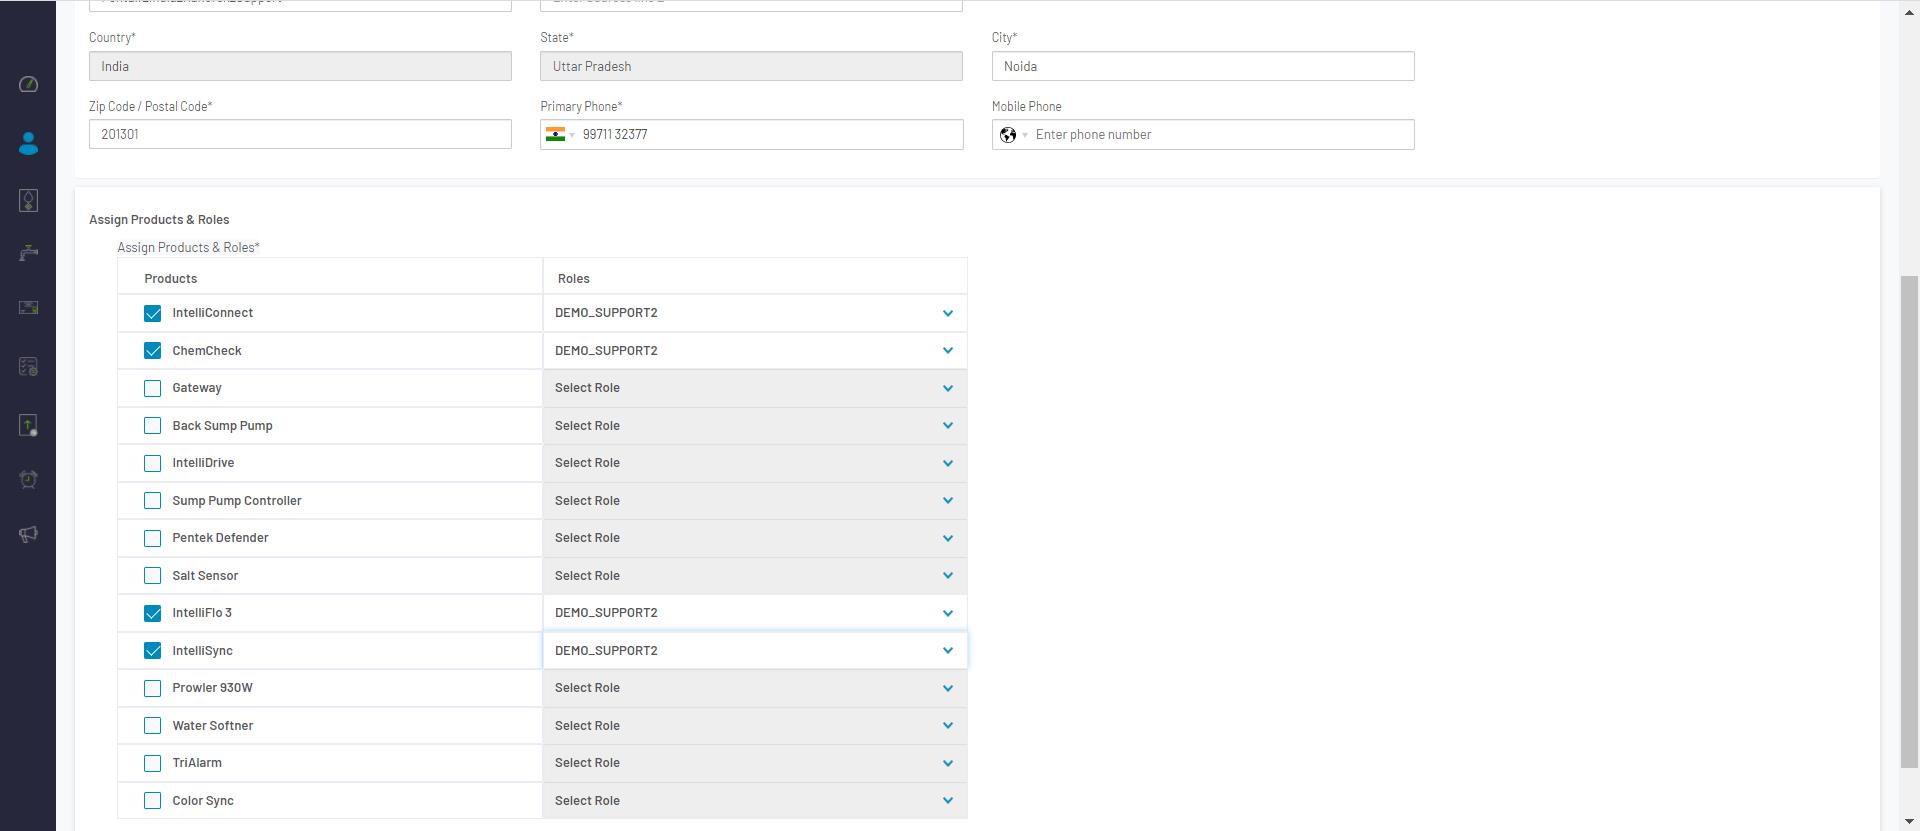 Country*
State*
City*
India
Uttar Pradesh
Noida
Zip Code / Postal Code*
Primary Phone*
Mobile Phone
201301
99711 32377
Enter phone number
Assign Products & Roles
Assign Products & Roles*
Products
Roles
IntelliConnect
DEMO_SUPPORT2
ChemCheck
DEMO_SUPPORT2
Gateway
Select Role
Back Sump Pump
Select Role
IntelliDrive
Select Role
Sump Pump Controller
Select Role
Pentek Defender
Select Role
Salt Sensor
Select Role
IntelliFlo 3
DEMO_SUPPORT2
IntelliSync
DEMO_SUPPORT2
Prowler 930W
Select Role
Water Softner
Select Role
TriAlarm
Select Role
Color Sync
Select Role